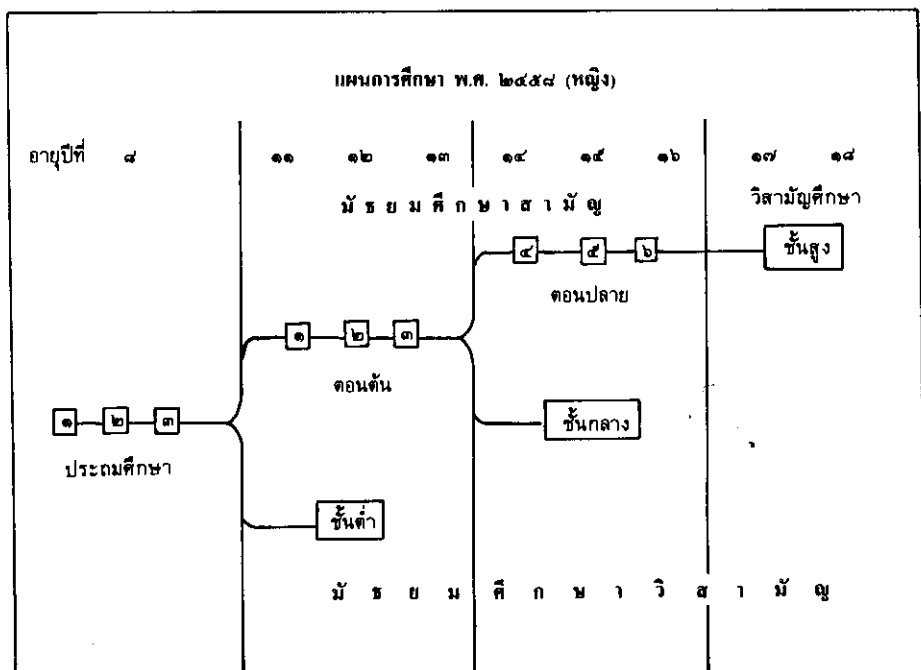 แผนการศึกษา พ.ศ. ๒๔๕๘ (หญิง)
อายุปีที่ ๘ ๑๑ ๑๒ ๑๓ ๑๔ ๑๕ ๑๖ ๑๗ ๑๘
มัธยมศึกษาสามัญ วิสามัญศึกษา
๔ ๕ ๖ ชั้นสูง
ตอนปลาย
๑ ๒ ๓
ตอนต้น
ชั้นกลาง
๑ ๒ ๓
ประถมศึกษา
ชั้นต่ำ
มัธยมศึกษาวิสามัญ